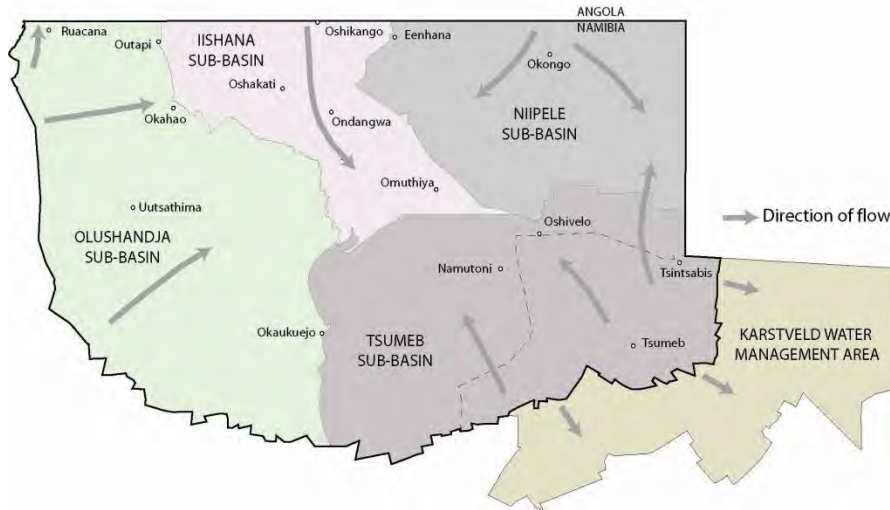 ANGOLA
NAMIBIA
Ruacana
Outapi
IISHANA
SUB-BASIN
Oshikango
Eenhana
Okongo
Oshakati
Okahao
Ondangwa
NIIPELE
SUB-BASIN
Omuthiya
Uutsathima
OLUSHANDJA
SUB-BASIN
Oshivelo
Direction of flow
Namutoni
Tsintsabis
Okaukuejo
TSUMEB
SUB-BASIN
Tsumeb
KARSTVELD WATER
MANAGEMENT AREA